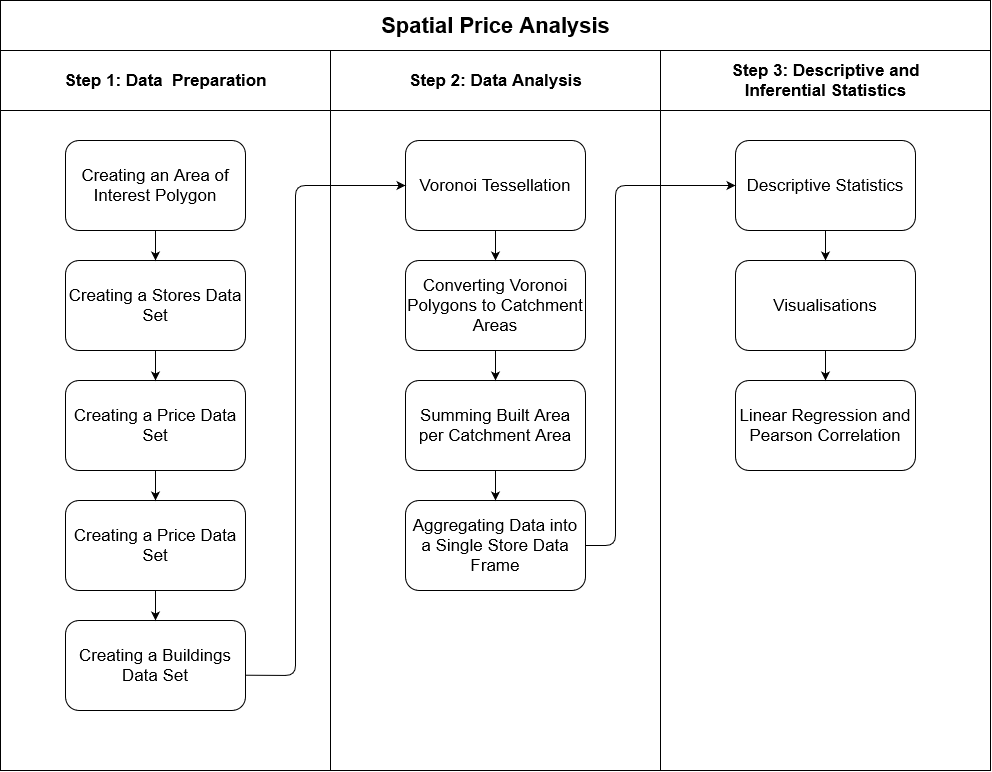 Spatial Price Analysis
Step 1: Data  Preparation
Step 2: Data Analysis
Step 3: Descriptive and
Inferential Statistics
Creating an Area of
Interest Polygon
Creating a Stores Data
Set
Creating a Price Data
Set
Creating a Price Data
Set
Creating a Buildings
Data Set
Voronoi Tessellation
Converting Voronoi
Polygons to Catchment
Areas
Summing Built Area
per Catchment Area
Aggregating Data into
a Single Store Data
Frame
Descriptive Statistics
Visualisations
Linear Regression and
Pearson Correlation